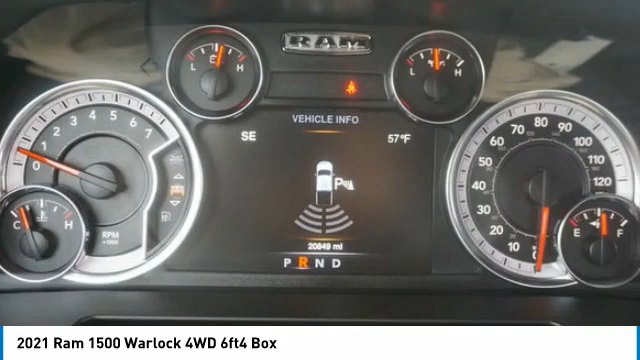 RAM
L H
L H
VEHICLE INFO
SE 57°F
P
20849 mi
P R N D
0 1 2 3 4 5 6 7
RPM
x1000
C H
0 10 20 30 40 50 60 70 80 90 100 110 120
E F
2021 Ram 1500 Warlock 4WD 6ft4 Box